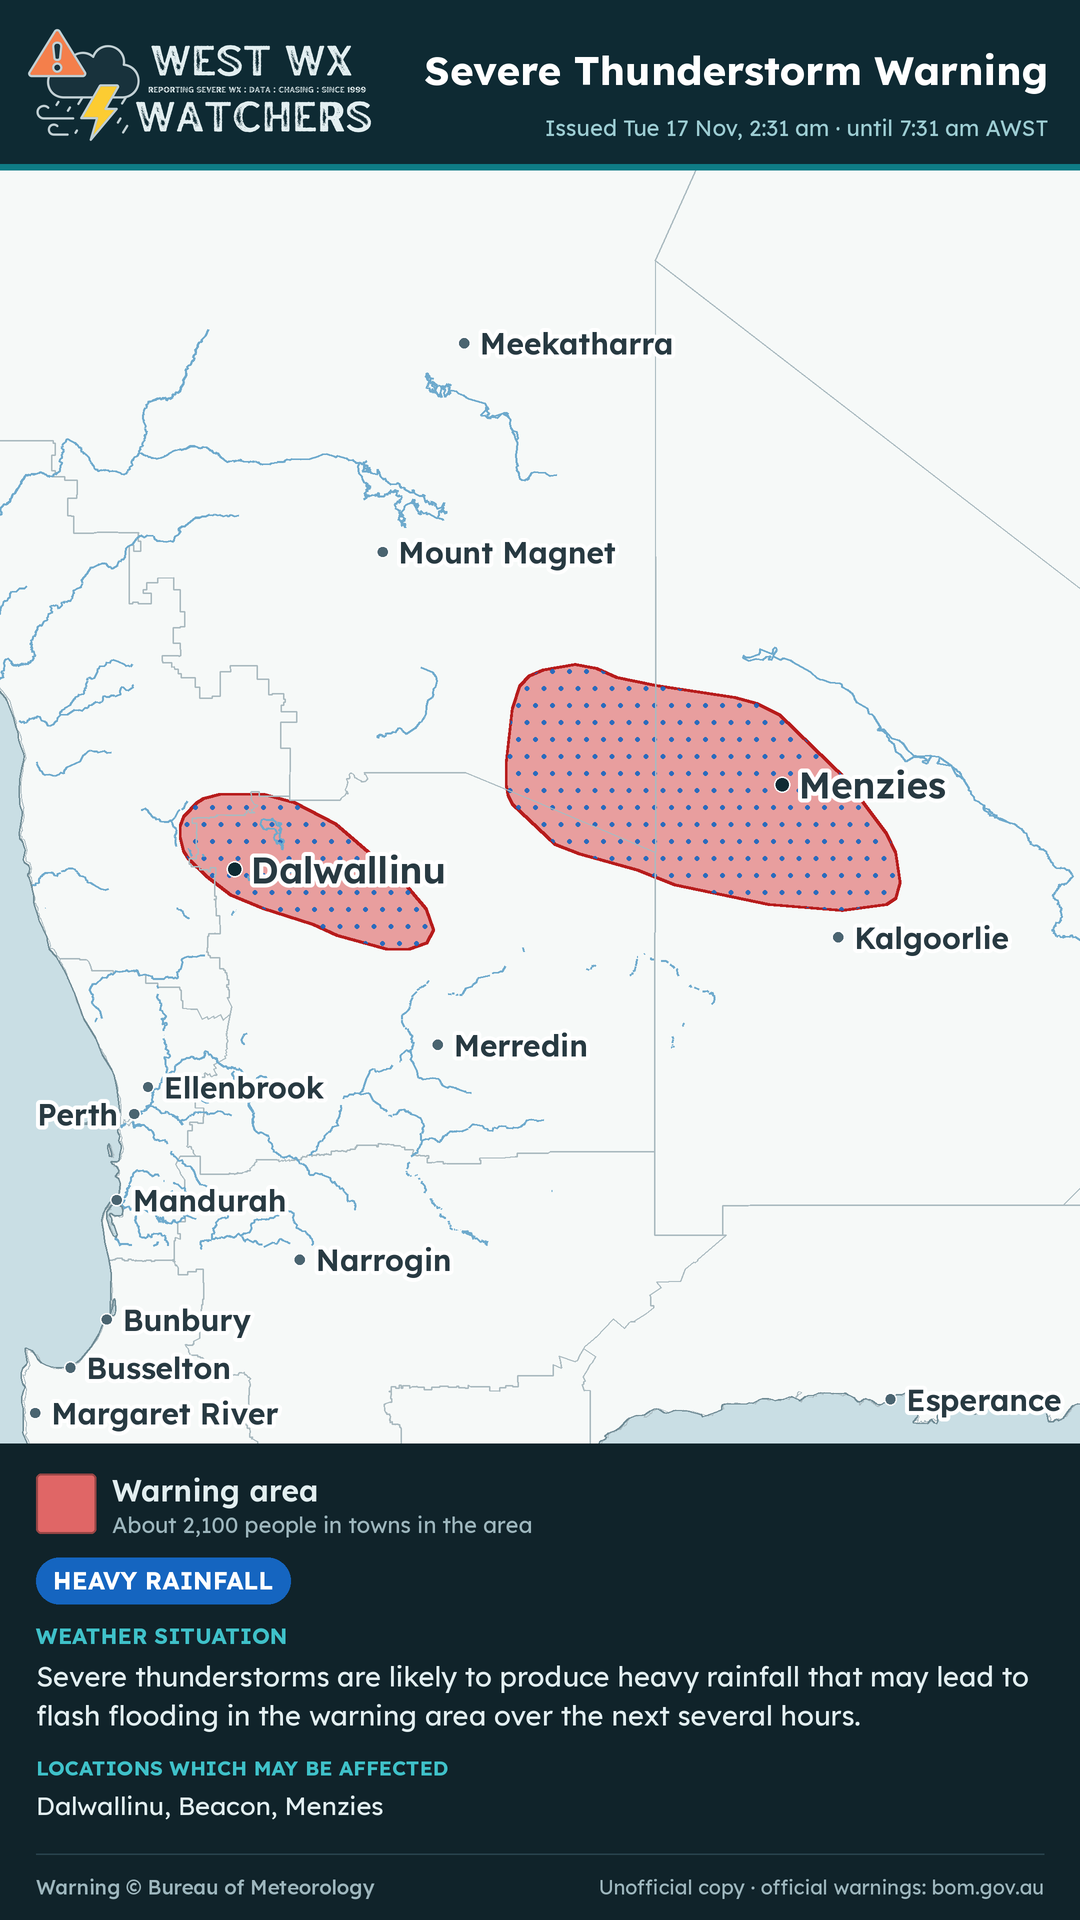 WEST WX
REPORTING SEVERE WX : DATA : CHASING : SINCE 1999
WATCHERS
Severe Thunderstorm Warning
Issued Tue 17 Nov, 2:31 am · until 7:31 am AWST
Meekatharra
Mount Magnet
Menzies
Dalwallinu
Kalgoorlie
Merredin
Ellenbrook
Perth
Mandurah
Narrogin
Bunbury
Busselton
Esperance
Margaret River
Warning area
About 2,100 people in towns in the area
HEAVY RAINFALL
WEATHER SITUATION
Severe thunderstorms are likely to produce heavy rainfall that may lead to
flash flooding in the warning area over the next several hours.
LOCATIONS WHICH MAY BE AFFECTED
Dalwallinu, Beacon, Menzies
Warning © Bureau of Meteorology
Unofficial copy · official warnings: bom.gov.au